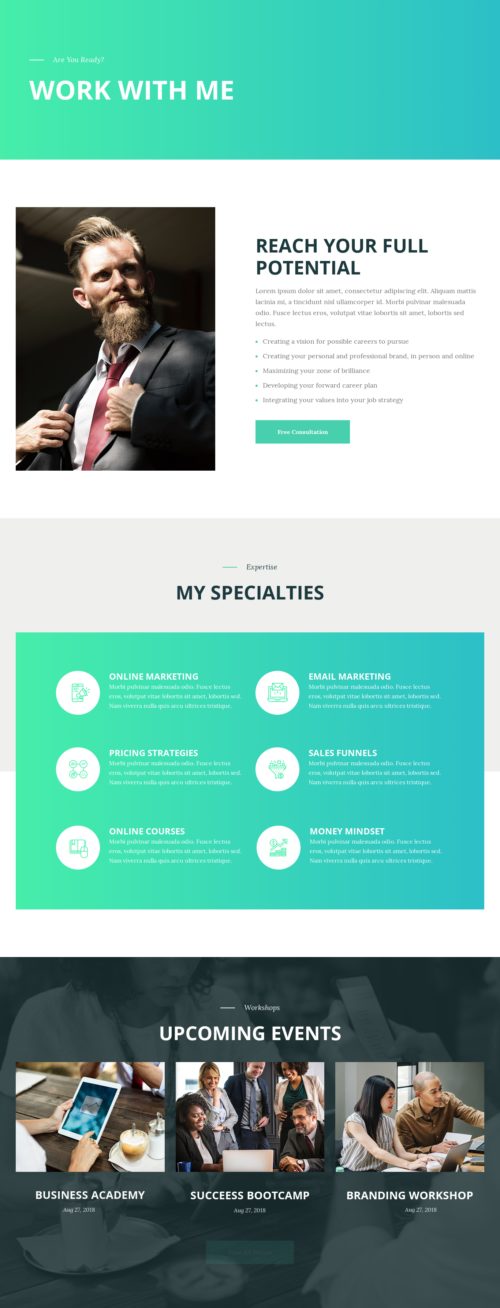 Are You Ready?
WORK WITH ME
REACH YOUR FULL
POTENTIAL
Lorem ipsum dolor sit amet, consectetur adipiscing elit. Aliquam mattis
lacinia mi, a tincidunt nisl ullamcorper id. Morbi pulvinar malesuada
odio. Fusce lectus eros, volutpat vitae lobortis sit amet, lobortis sed
lectus.
Creating a vision for possible careers to pursue
Creating your personal and professional brand, in person and online
Maximizing your zone of brilliance
Developing your forward career plan
Integrating your values into your job strategy
Free Consultation
Expertise
MY SPECIALTIES
ONLINE MARKETING
Morbi pulvinar malesuada odio. Fusce lectus
eros, volutpat vitae lobortis sit amet, lobortis sed.
Nam viverra nulla quis arcu ultrices tristique.
EMAIL MARKETING
Morbi pulvinar malesuada odio. Fusce lectus
eros, volutpat vitae lobortis sit amet, lobortis sed.
Nam viverra nulla quis arcu ultrices tristique.
PRICING STRATEGIES
Morbi pulvinar malesuada odio. Fusce lectus
eros, volutpat vitae lobortis sit amet, lobortis sed.
Nam viverra nulla quis arcu ultrices tristique.
SALES FUNNELS
Morbi pulvinar malesuada odio. Fusce lectus
eros, volutpat vitae lobortis sit amet, lobortis sed.
Nam viverra nulla quis arcu ultrices tristique.
ONLINE COURSES
Morbi pulvinar malesuada odio. Fusce lectus
eros, volutpat vitae lobortis sit amet, lobortis sed.
Nam viverra nulla quis arcu ultrices tristique.
MONEY MINDSET
Morbi pulvinar malesuada odio. Fusce lectus
eros, volutpat vitae lobortis sit amet, lobortis sed.
Nam viverra nulla quis arcu ultrices tristique.
Workshops
UPCOMING EVENTS
BUSINESS ACADEMY
Aug 27, 2018
SUCCEESS BOOTCAMP
Aug 27, 2018
BRANDING WORKSHOP
Aug 27, 2018